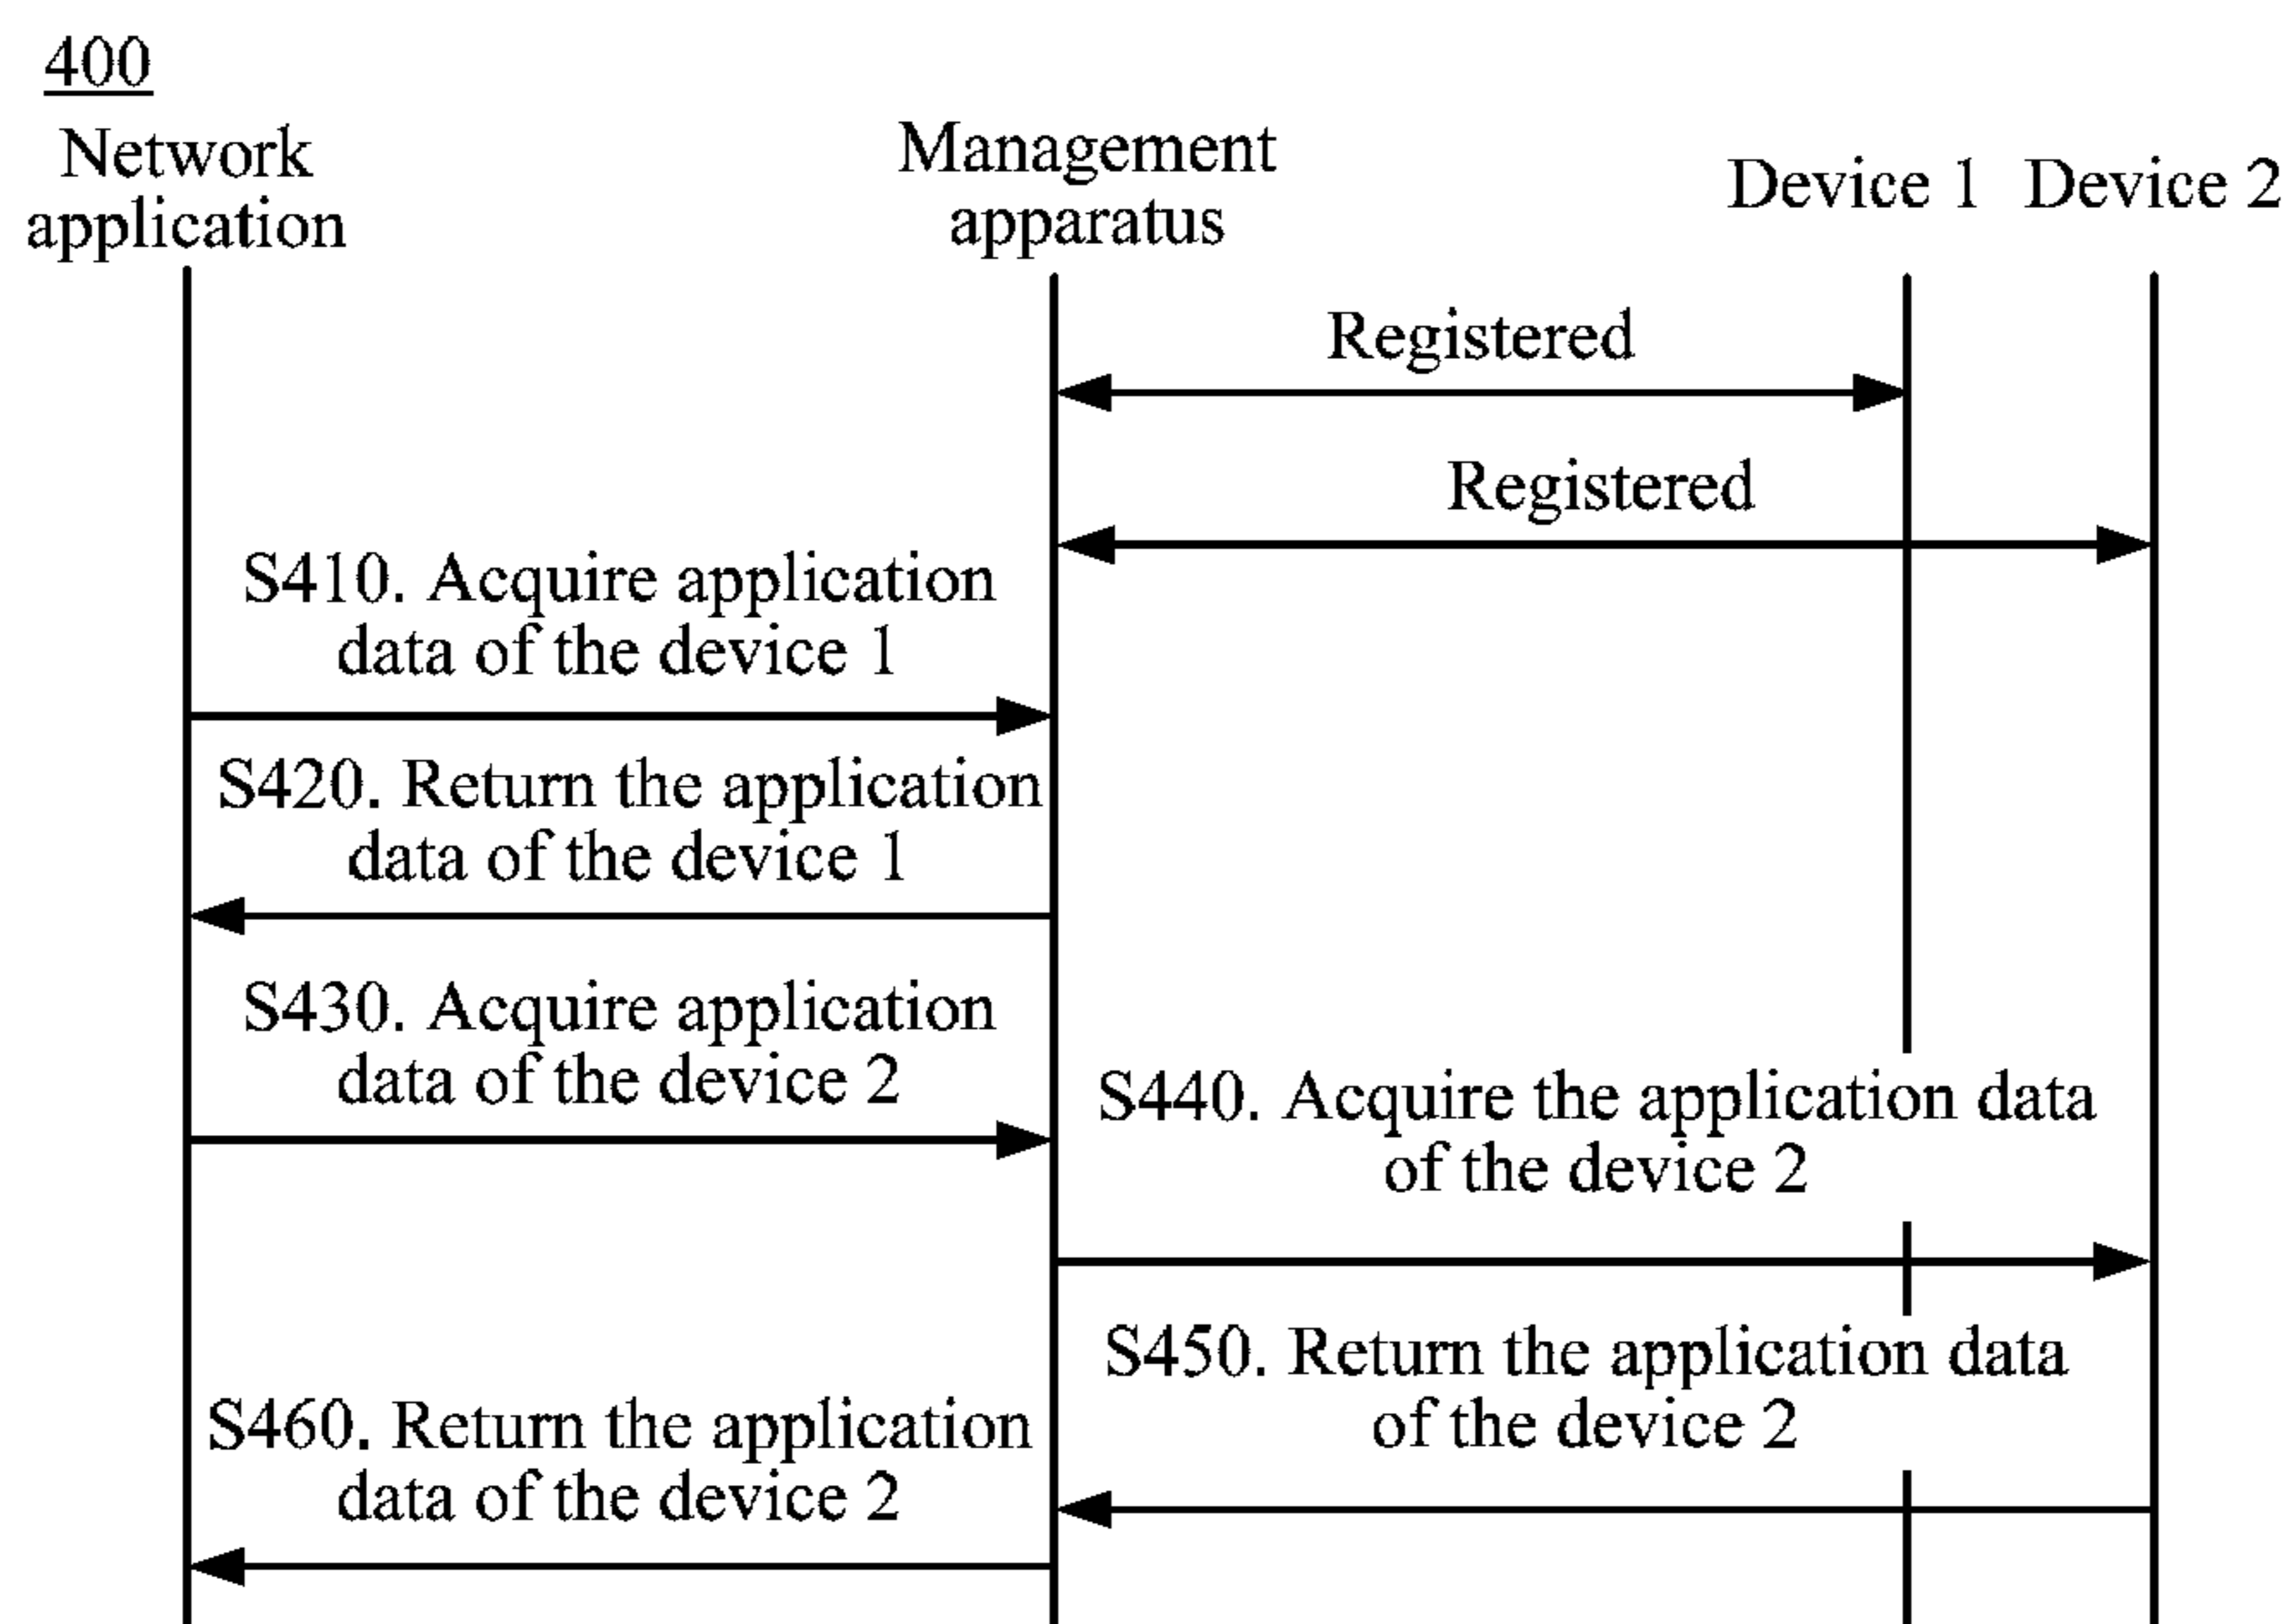 400
Network
application
Management
apparatus
Device 1
Device 2
Registered
Registered
S410. Acquire application
data of the device 1
S420. Return the application
data of the device 1
S430. Acquire application
data of the device 2
S440. Acquire the application data
of the device 2
S450. Return the application data
of the device 2
S460. Return the application
data of the device 2